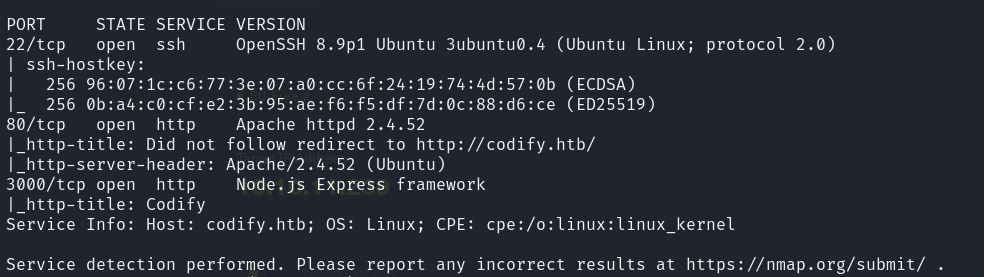 PORT     STATE SERVICE VERSION
22/tcp   open  ssh     OpenSSH 8.9p1 Ubuntu 3ubuntu0.4 (Ubuntu Linux; protocol 2.0)
| ssh-hostkey:
|   256 96:07:1c:c6:77:3e:07:a0:cc:6f:24:19:74:4d:57:0b (ECDSA)
|_  256 0b:a4:c0:cf:e2:3b:95:ae:f6:f5:df:7d:0c:88:d6:ce (ED25519)
80/tcp   open  http    Apache httpd 2.4.52
|_http-title: Did not follow redirect to http://codify.htb/
|_http-server-header: Apache/2.4.52 (Ubuntu)
3000/tcp open  http    Node.js Express framework
|_http-title: Codify
Service Info: Host: codify.htb; OS: Linux; CPE: cpe:/o:linux:linux_kernel
Service detection performed. Please report any incorrect results at https://nmap.org/submit/ .